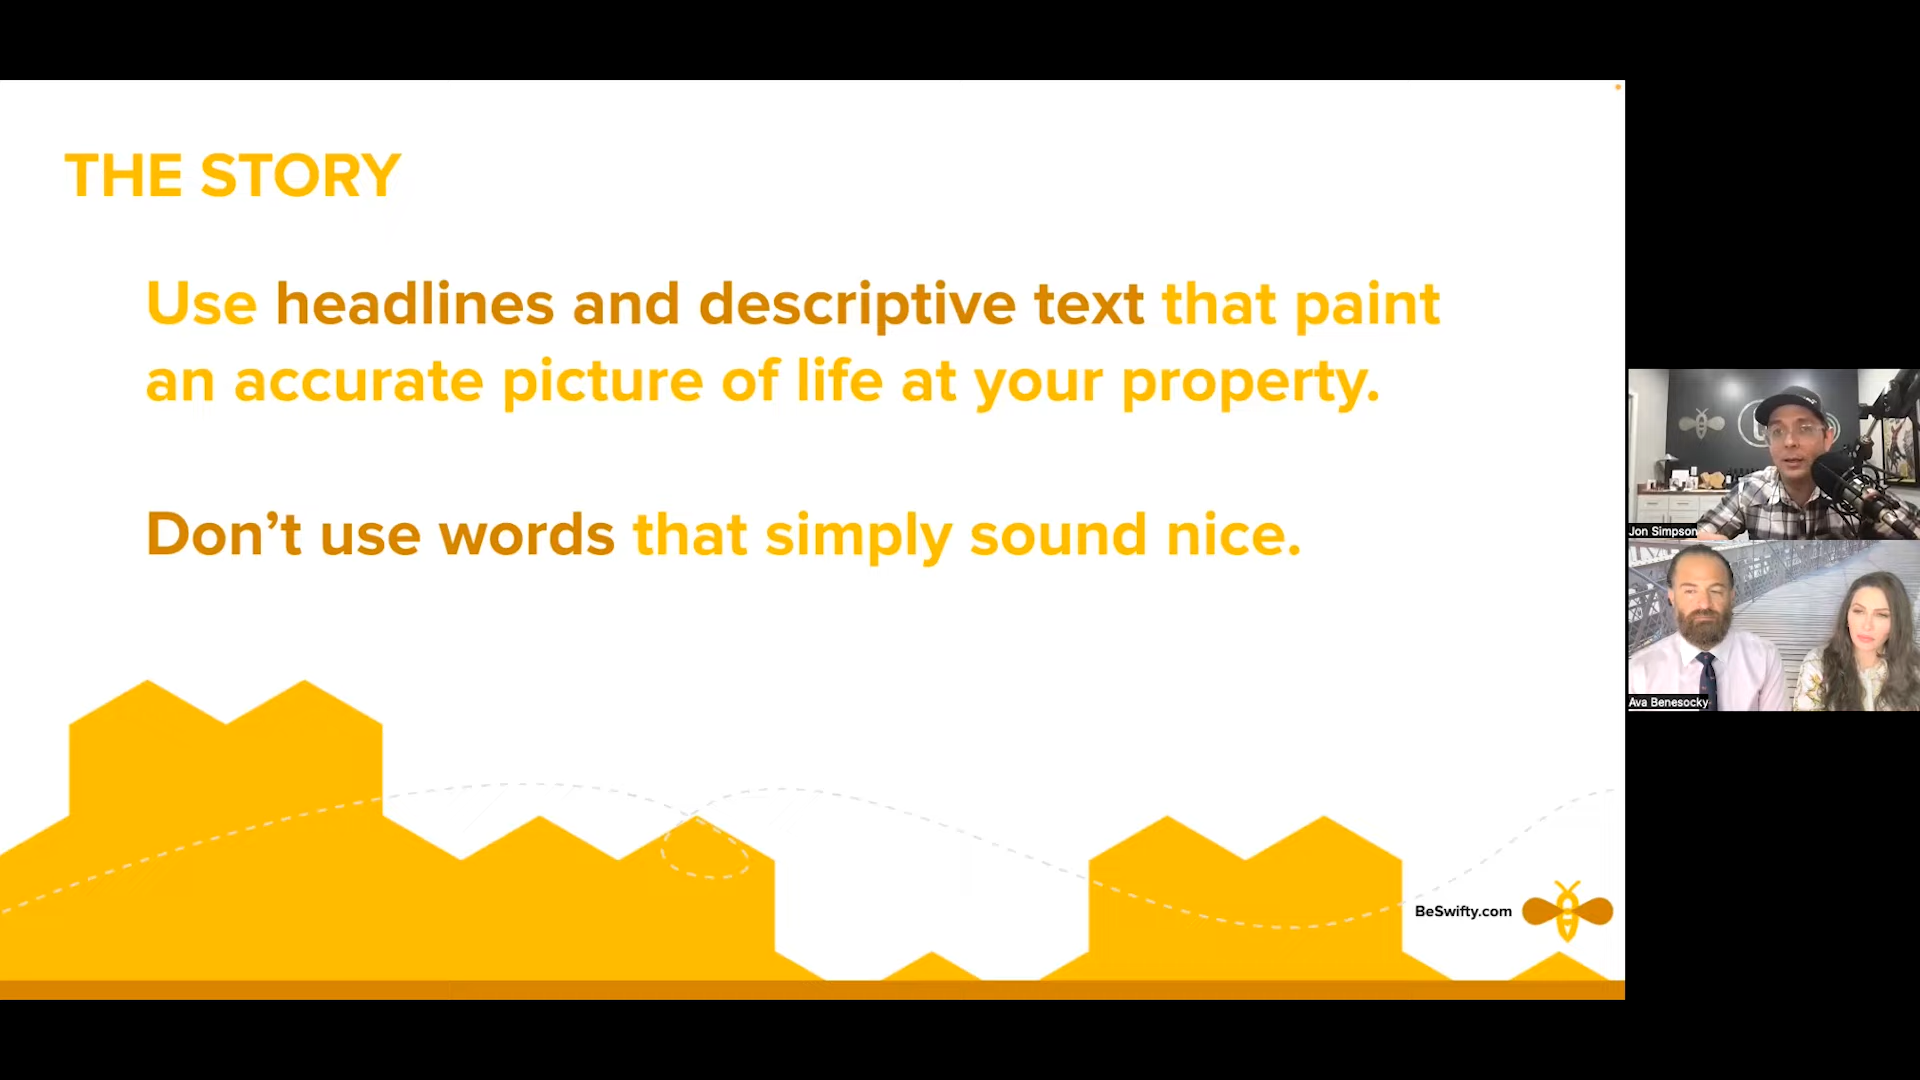 THE STORY
Use headlines and descriptive text that paint
an accurate picture of life at your property.
Don’t use words that simply sound nice.
Jon Simpson
Ava Benesocky
BeSwifty.com